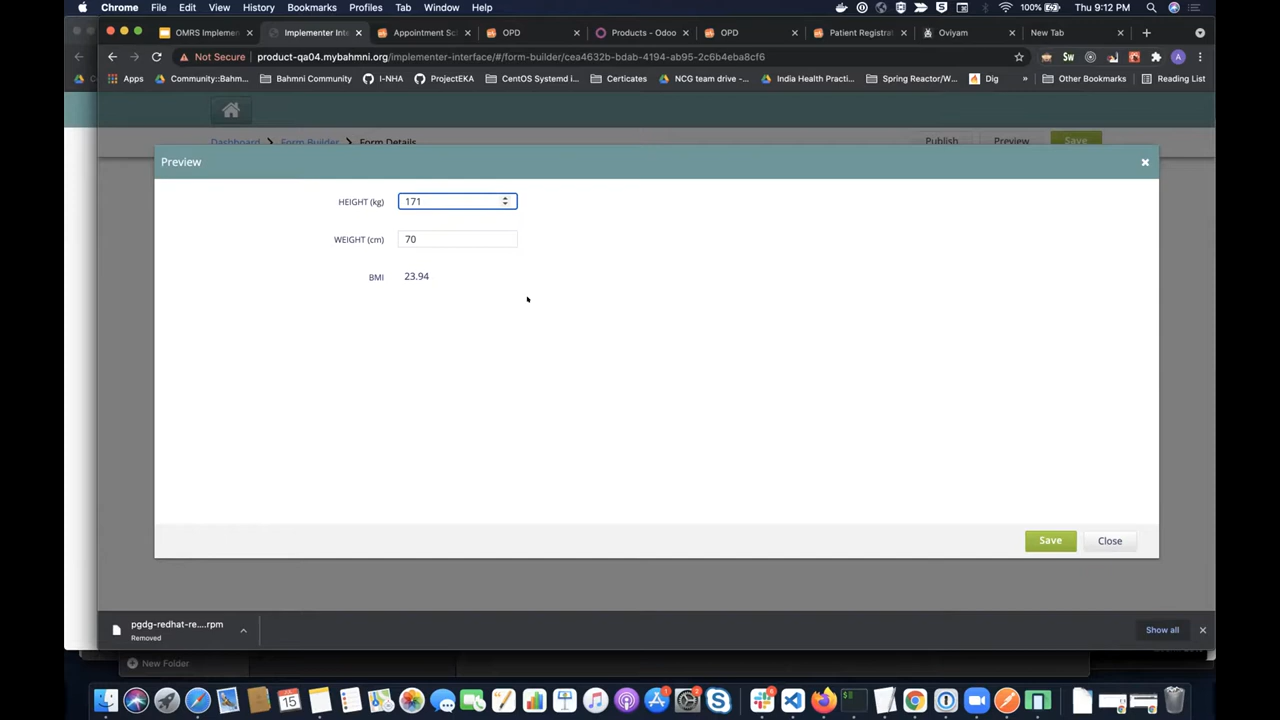 Chrome File Edit View History Bookmarks Profiles Tab Window Help 100% Thu 9:12 PM
OMRS Implemen Implementer Inte Appointment Sch OPD Products - Odoo OPD Patient Registrat Oviyam New Tab
Not Secure product-qa04.mybahmni.org/implementer-interface/#/form-builder/cea4632b-bdab-4194-ab95-2c6b4eba8cf6
Apps Community::Bahm... Bahmni Community I-NHA ProjectEKA CentOS Systemd i... Certicates NCG team drive -... India Health Practi... Spring Reactor/W... Dig » Other Bookmarks Reading List
Dashboard Form Builder Form Details Publish Preview Save
Preview
HEIGHT (kg) 171
WEIGHT (cm) 70
BMI 23.94
Save Close
pgdg-redhat-re....rpm
Removed
Show all
New Folder